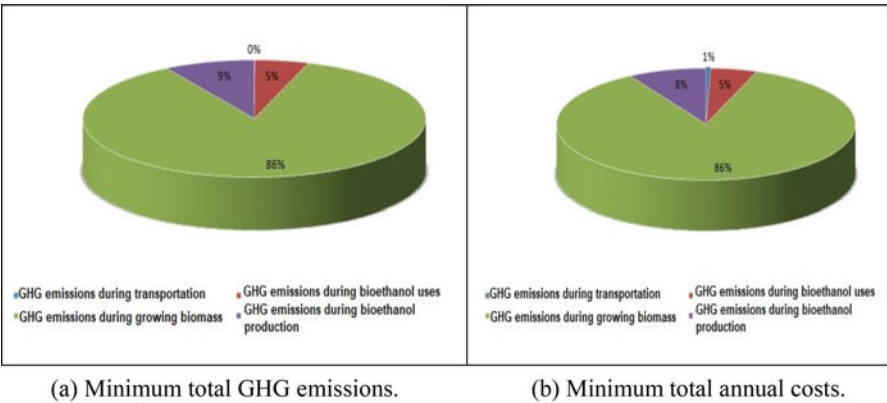 0%
9%
5%
86%
GHG emissions during transportation
GHG emissions during bioethanol uses
GHG emissions during growing biomass
GHG emissions during bioethanol
production
1%
8%
5%
86%
GHG emissions during transportation
GHG emissions during bioethanol uses
GHG emissions during growing biomass
GHG emissions during bioethanol
production
(a) Minimum total GHG emissions.
(b) Minimum total annual costs.